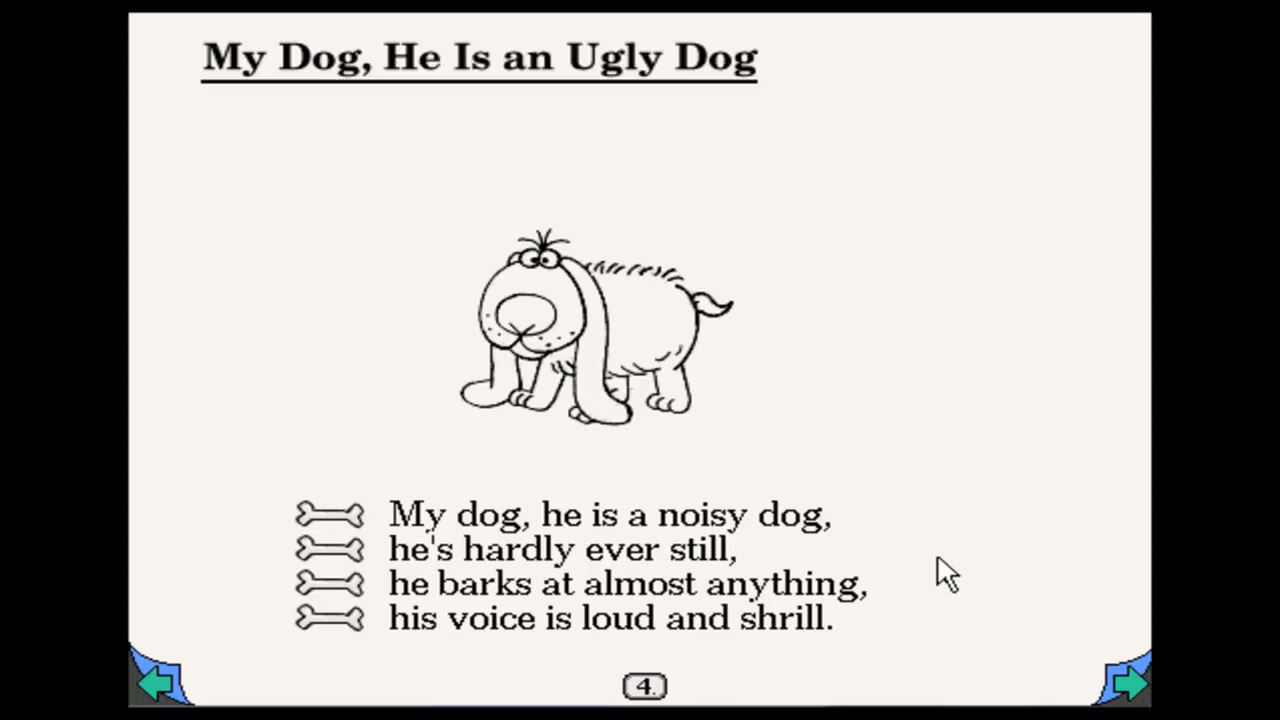 My Dog, He Is an Ugly Dog
My dog, he is a noisy dog,
he's hardly ever still,
he barks at almost anything,
his voice is loud and shrill.
4.